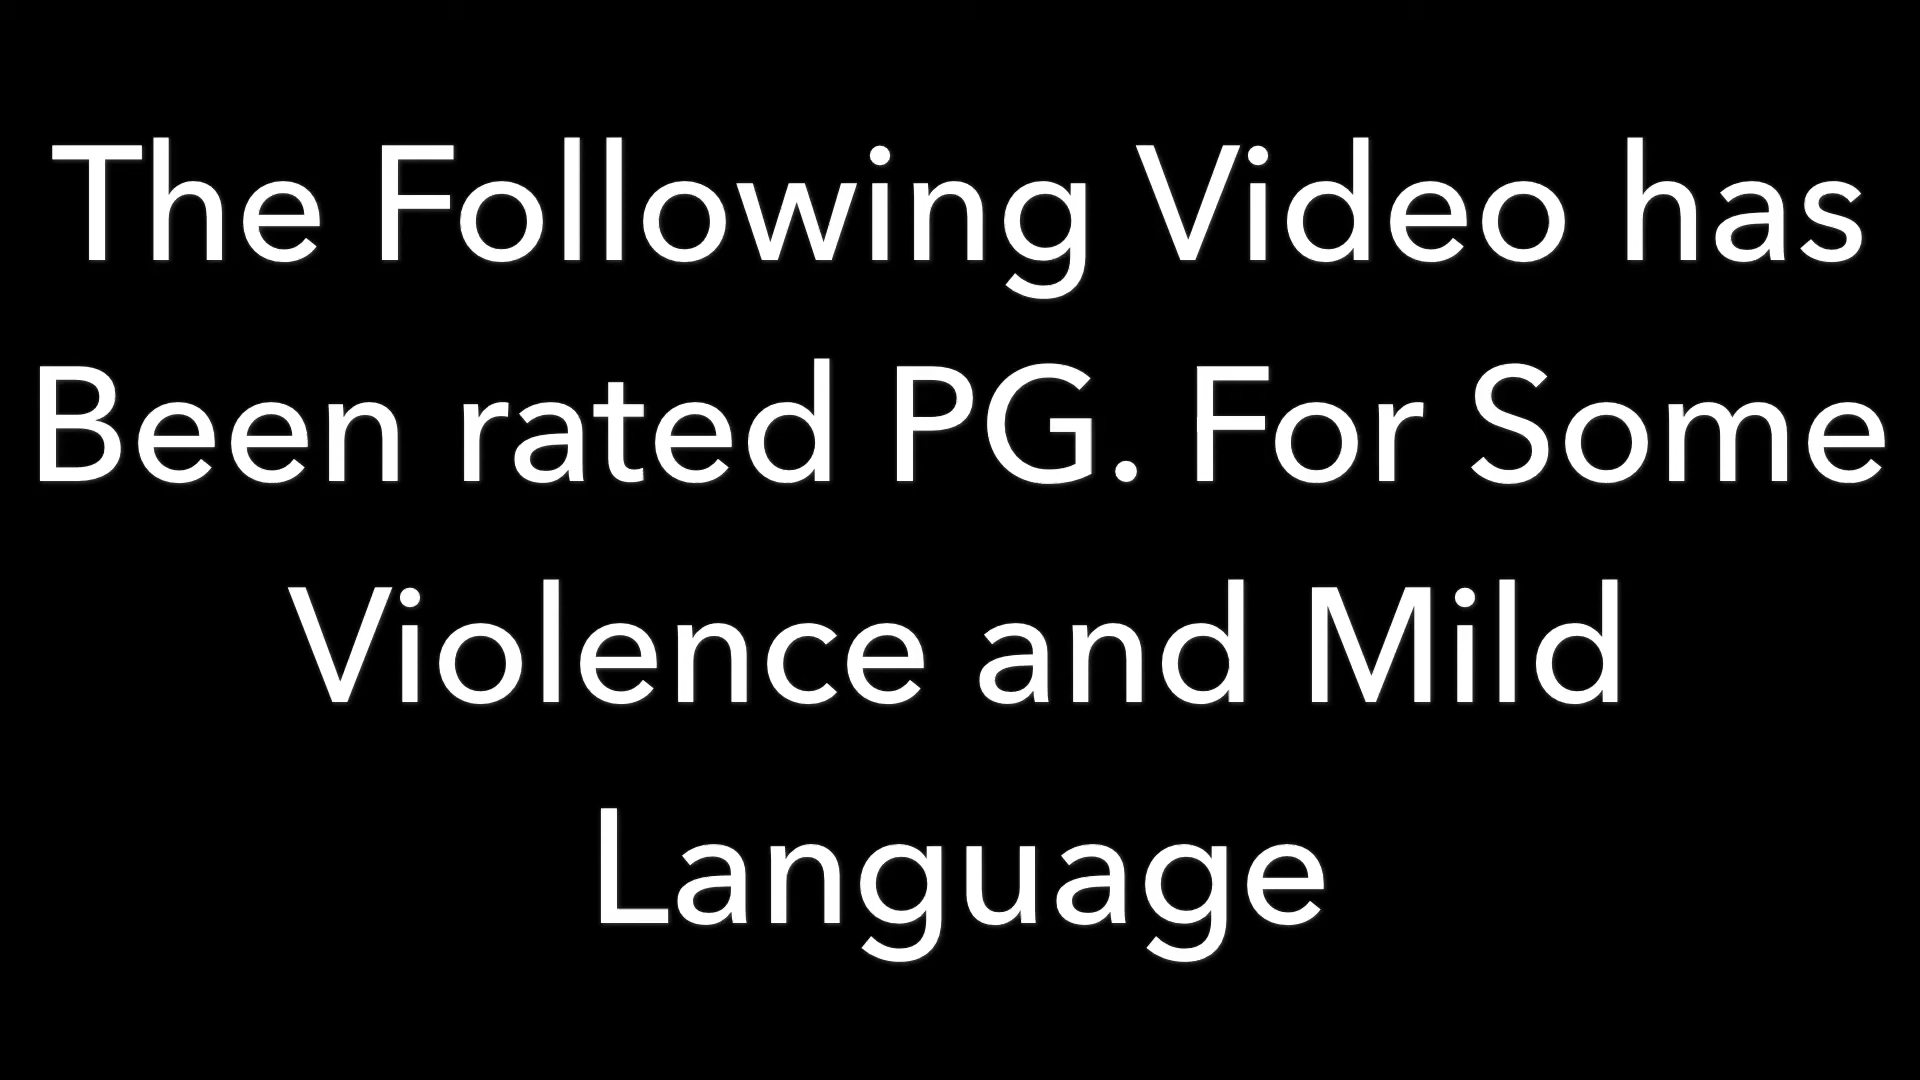 The Following Video has
Been rated PG. For Some
Violence and Mild
Language